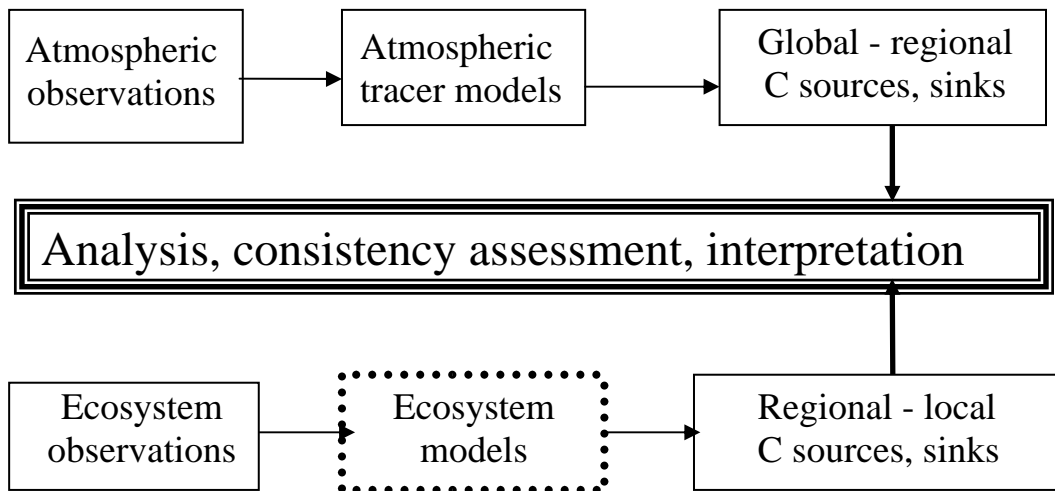 Atmospheric
observations
Atmospheric
tracer models
Global - regional
C sources, sinks
Analysis, consistency assessment, interpretation
Ecosystem
observations
Ecosystem
models
Regional - local
C sources, sinks